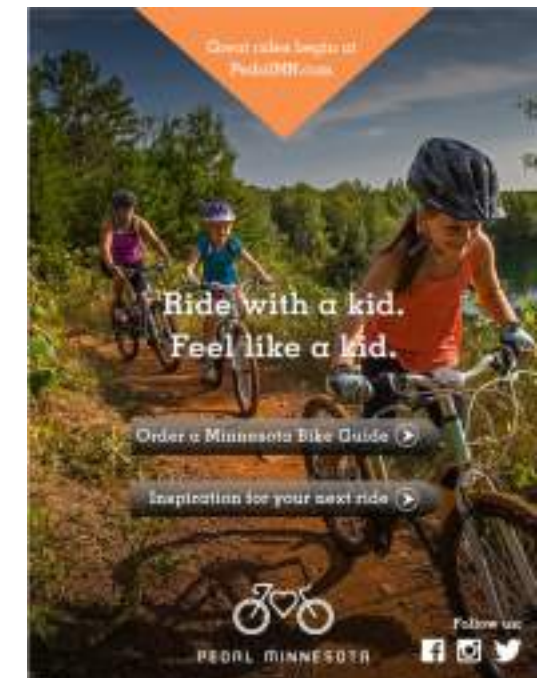 Great rides begin at
PedalMN.com
Ride with a kid.
Feel like a kid.
Order a Minnesota Bike Guide
Inspiration for your next ride
PEDAL MINNESOTA
Follow us: